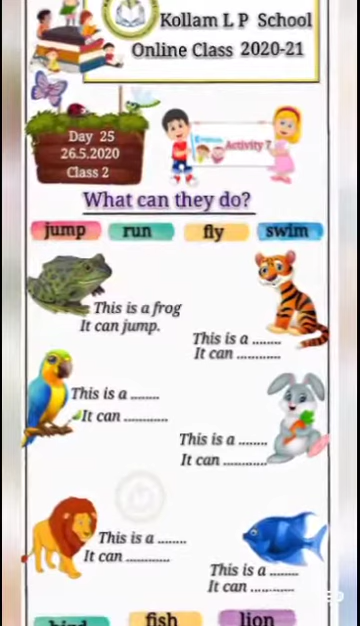 Kollam L P School
Online Class 2020-21
Day 25
26.5.2020
Class 2
Activity 7
What can they do?
jump run fly swim
This is a frog
It can jump.
This is a ........
It can ............
This is a ........
It can ............
This is a ........
It can ............
This is a ........
It can ............
This is a ........
It can ............
bird fish lion